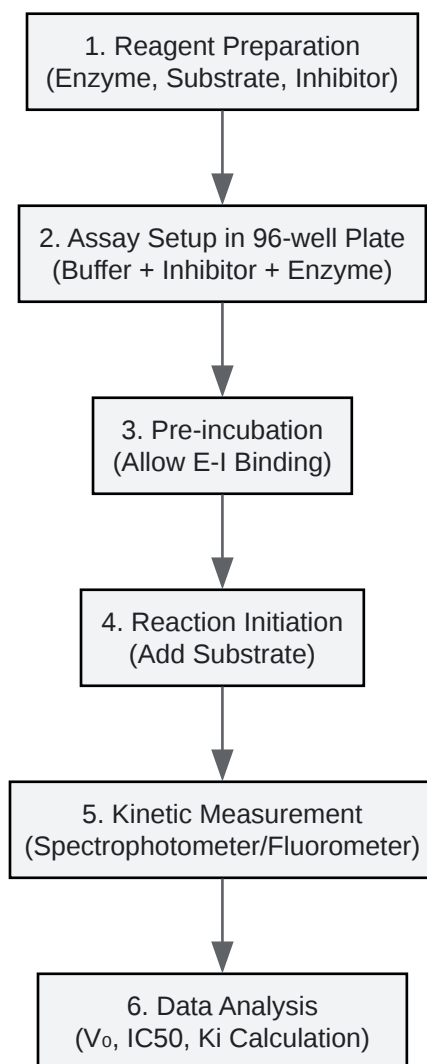 1. Reagent Preparation
(Enzyme, Substrate, Inhibitor)
2. Assay Setup in 96-well Plate
(Buffer + Inhibitor + Enzyme)
3. Pre-incubation
(Allow E-I Binding)
4. Reaction Initiation
(Add Substrate)
5. Kinetic Measurement
(Spectrophotometer/Fluorometer)
6. Data Analysis
(V₀, IC50, Ki Calculation)